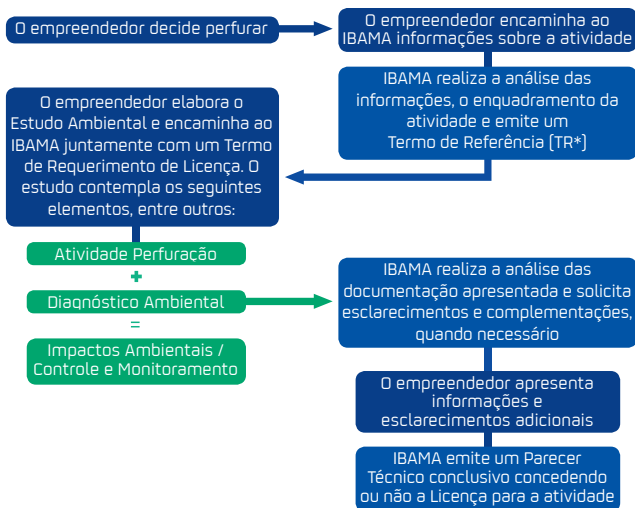 O empreendedor decide perfurar
O empreendedor encaminha ao
IBAMA informações sobre a atividade
IBAMA realiza a análise das
informações, o enquadramento da
atividade e emite um
Termo de Referência (TR*)
O empreendedor elabora o
Estudo Ambiental e encaminha ao
IBAMA juntamente com um Termo
de Requerimento de Licença. O
estudo contempla os seguintes
elementos, entre outros:
Atividade Perfuração
+
Diagnóstico Ambiental
=
Impactos Ambientais /
Controle e Monitoramento
IBAMA realiza a análise das
documentação apresentada e solicita
esclarecimentos e complementações,
quando necessário
O empreendedor apresenta
informações e
esclarecimentos adicionais
IBAMA emite um Parecer
Técnico conclusivo concedendo
ou não a Licença para a atividade